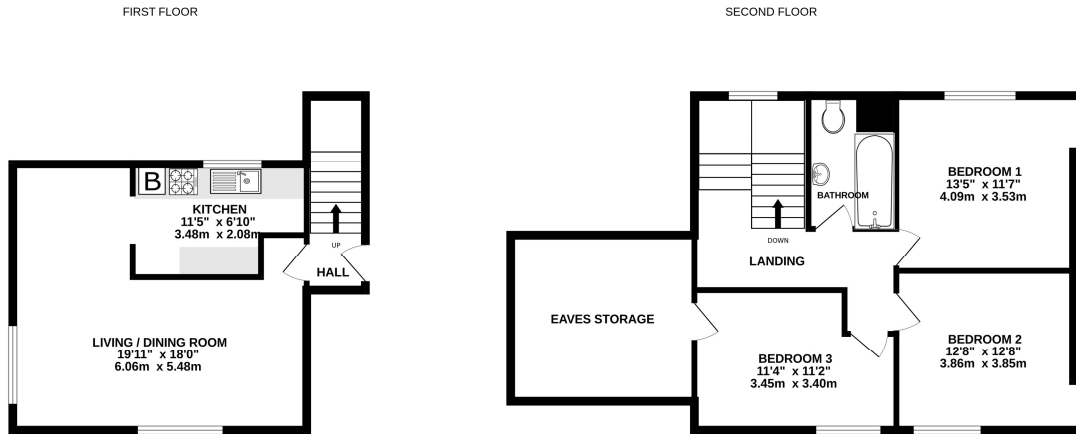 FIRST FLOOR
SECOND FLOOR
B
KITCHEN
11'5" x 6'10"
3.48m x 2.08m
UP
HALL
LIVING / DINING ROOM
19'11" x 18'0"
6.06m x 5.48m
BATHROOM
BEDROOM 1
13'5" x 11'7"
4.09m x 3.53m
DOWN
LANDING
EAVES STORAGE
BEDROOM 3
11'4" x 11'2"
3.45m x 3.40m
BEDROOM 2
12'8" x 12'8"
3.86m x 3.85m